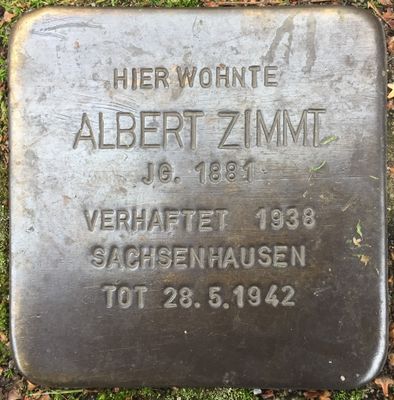 HIER WOHNTE
ALBERT ZIMMT
JG. 1881
VERHAFTET 1938
SACHSENHAUSEN
TOT 28.5.1942